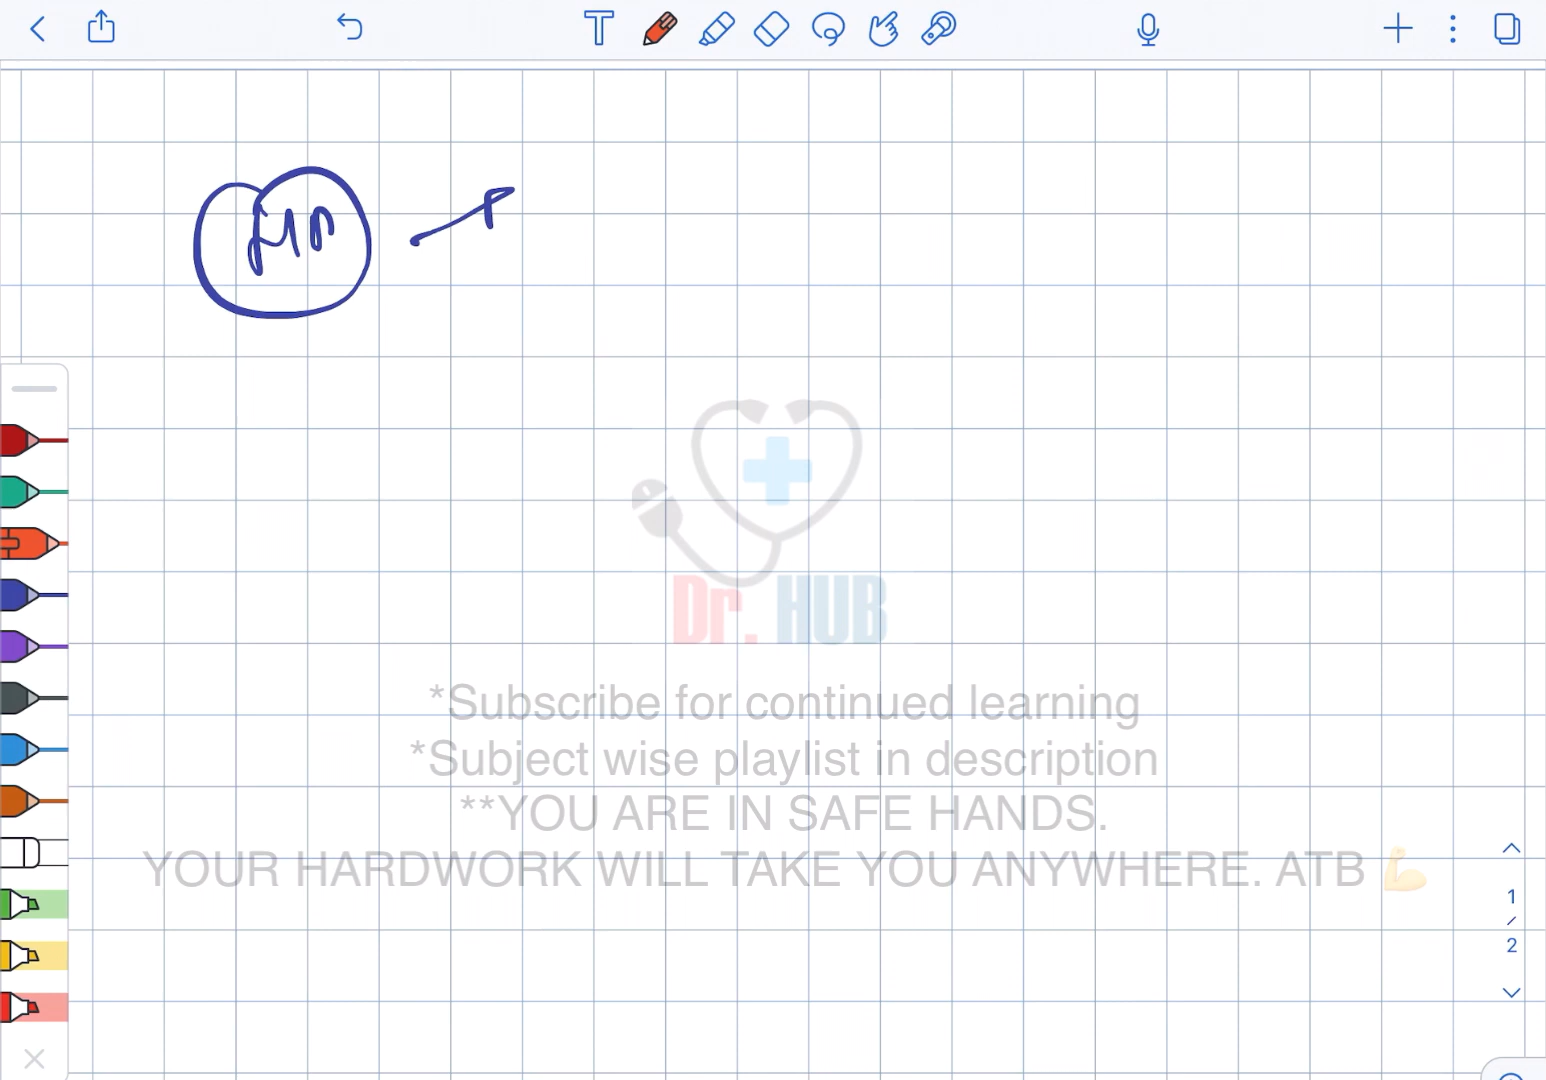 T
Dr. HUB
*Subscribe for continued learning
*Subject wise playlist in description
**YOU ARE IN SAFE HANDS.
YOUR HARDWORK WILL TAKE YOU ANYWHERE. ATB 💪
1
/
2